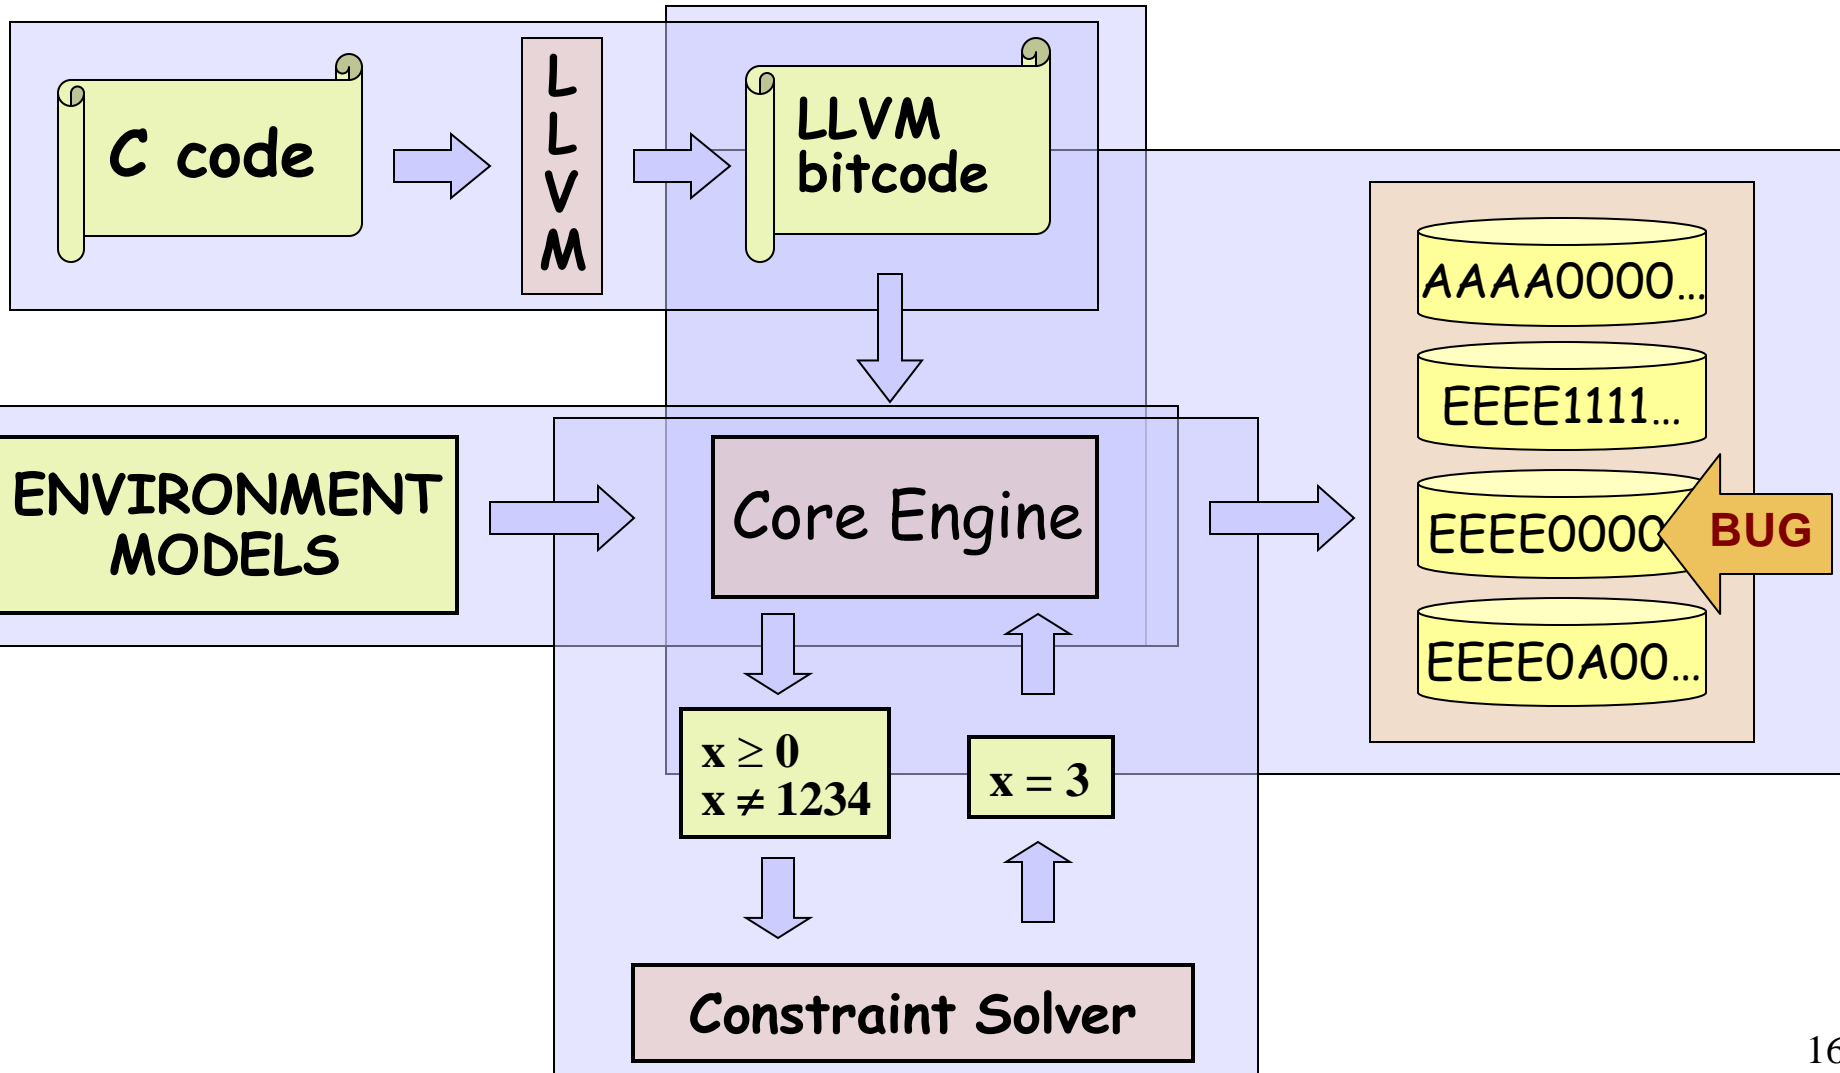 C code
L
L
V
M
LLVM
bitcode
ENVIRONMENT
MODELS
Core Engine
x ≥ 0
x ≠ 1234
x = 3
Constraint Solver
AAAA0000...
EEEE1111...
EEEE0000
BUG
EEEE0A00...
16